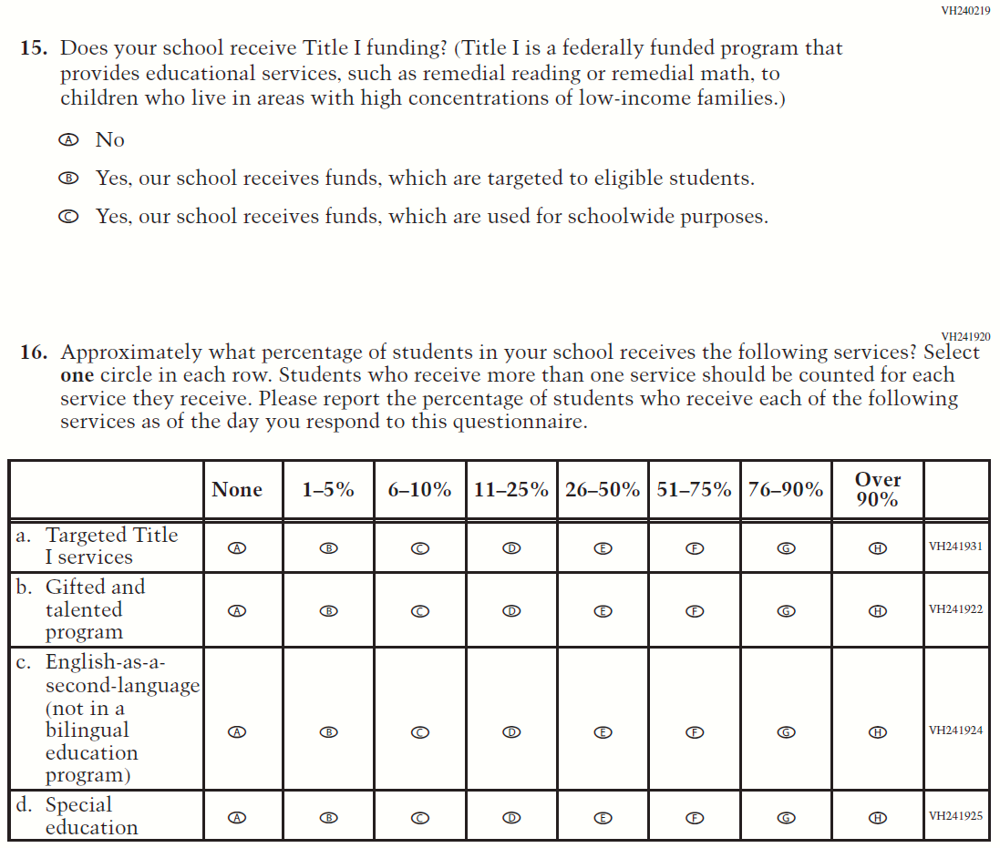 VH240219
15. Does your school receive Title I funding? (Title I is a federally funded program that
provides educational services, such as remedial reading or remedial math, to
children who live in areas with high concentrations of low-income families.)
A No
B Yes, our school receives funds, which are targeted to eligible students.
C Yes, our school receives funds, which are used for schoolwide purposes.
VH241920
16. Approximately what percentage of students in your school receives the following services? Select
one circle in each row. Students who receive more than one service should be counted for each
service they receive. Please report the percentage of students who receive each of the following
services as of the day you respond to this questionnaire.
None 1–5% 6–10% 11–25% 26–50% 51–75% 76–90% Over
90%
a. Targeted Title
I services
A B C D E F G H VH241931
b. Gifted and
talented
program
A B C D E F G H VH241922
c. English-as-a-
second-language
(not in a
bilingual
education
program)
A B C D E F G H VH241924
d. Special
education
A B C D E F G H VH241925